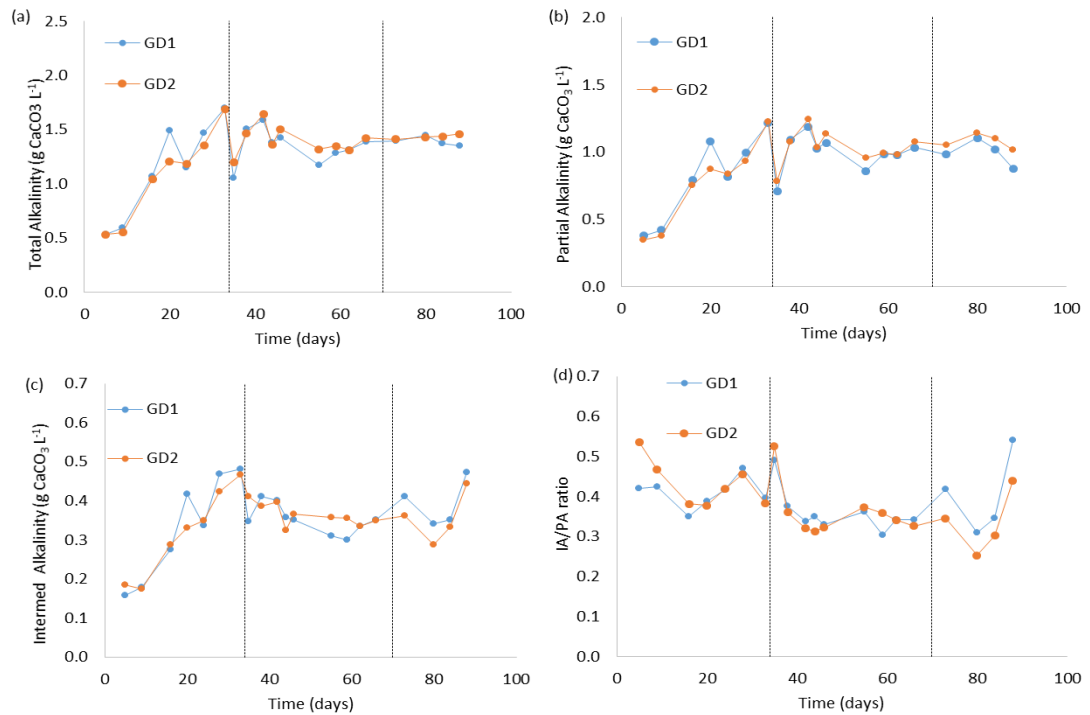 (a)
Total Alkalinity (g CaCO3 L-1)
2.5
2.0
1.5
1.0
0.5
0.0
GD1
GD2
0 20 40 60 80 100
Time (days)
(b)
Partial Alkalinity (g CaCO3 L-1)
2.0
1.5
1.0
0.5
0.0
GD1
GD2
0 20 40 60 80 100
Time (days)
(c)
Intermed Alkalinity (g CaCO3 L-1)
0.7
0.6
0.5
0.4
0.3
0.2
0.1
0.0
GD1
GD2
0 20 40 60 80 100
Time (days)
(d)
IA/PA ratio
0.7
0.6
0.5
0.4
0.3
0.2
0.1
0.0
GD1
GD2
0 20 40 60 80 100
Time (days)